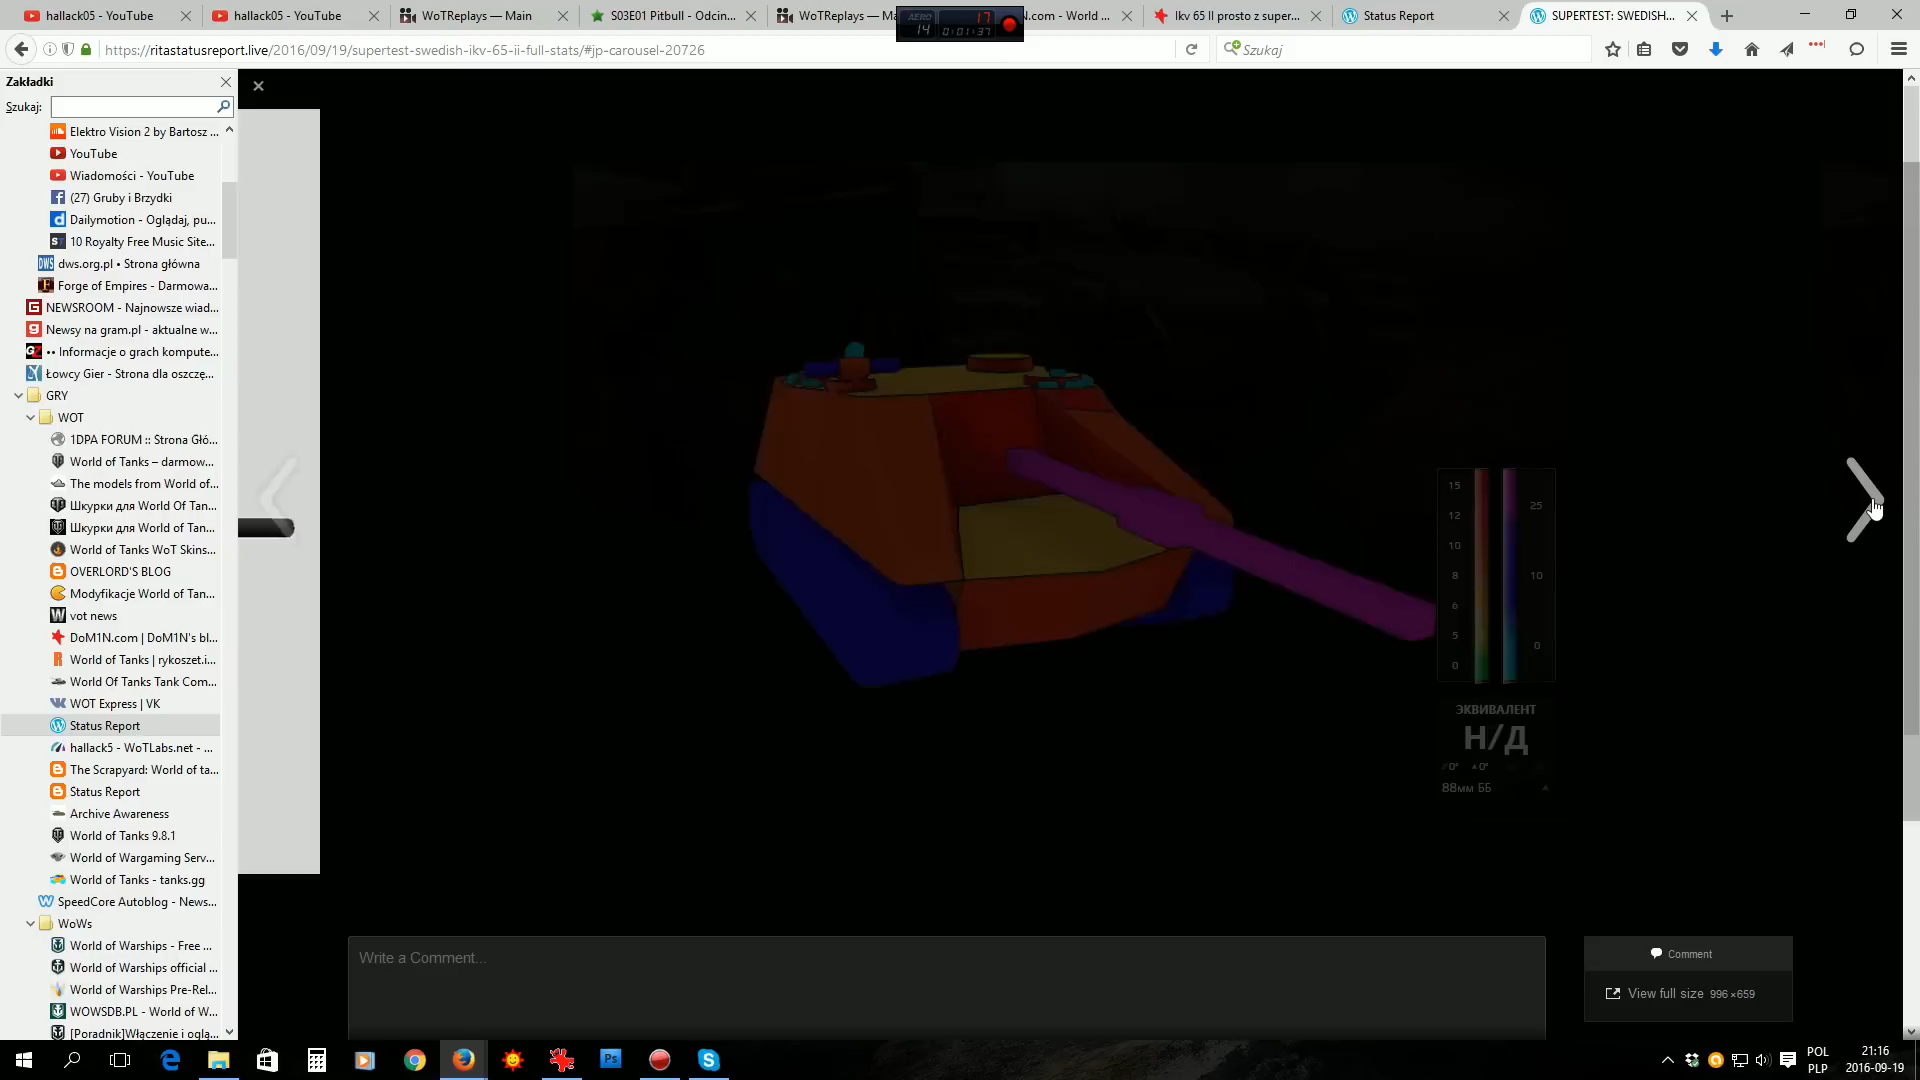 hallack05 - YouTube
hallack05 - YouTube
WoTReplays — Main
S03E01 Pitbull - Odcin...
WoTReplays — Ma
N.com - World ...
Ikv 65 II prosto z super...
Status Report
SUPERTEST: SWEDISH...
AERO
14
17
0:01:37
https://ritastatusreport.live/2016/09/19/supertest-swedish-ikv-65-ii-full-stats/#jp-carousel-20726
Szukaj
Zakładki
Szukaj:
Elektro Vision 2 by Bartosz ...
YouTube
Wiadomości - YouTube
(27) Gruby i Brzydki
Dailymotion - Oglądaj, pu...
10 Royalty Free Music Site...
dws.org.pl • Strona główna
Forge of Empires - Darmowa...
NEWSROOM - Najnowsze wiad...
Newsy na gram.pl - aktualne w...
•• Informacje o grach kompute...
Łowcy Gier - Strona dla oszczę...
GRY
WOT
1DPA FORUM :: Strona Głó...
World of Tanks – darmow...
The models from World of...
Шкурки для World Of Tan...
Шкурки для World of Tan...
World of Tanks WoT Skins...
OVERLORD'S BLOG
Modyfikacje World of Tan...
vot news
DoM1N.com | DoM1N's bl...
World of Tanks | rykoszet.i...
World Of Tanks Tank Com...
WOT Express | VK
Status Report
hallack5 - WoTLabs.net - ...
The Scrapyard: World of ta...
Status Report
Archive Awareness
World of Tanks 9.8.1
World of Wargaming Serv...
World of Tanks - tanks.gg
SpeedCore Autoblog - News...
WoWs
World of Warships - Free ...
World of Warships official ...
World of Warships Pre-Rel...
WOWSDB.PL - World of W...
[Poradnik]Włączenie i oglą...
15
12
10
8
6
5
0
25
10
0
ЭКВИВАЛЕНТ
Н/Д
0° 0°
88мм ББ
Write a Comment...
Comment
View full size 996×659
POL
PLP
21:16
2016-09-19